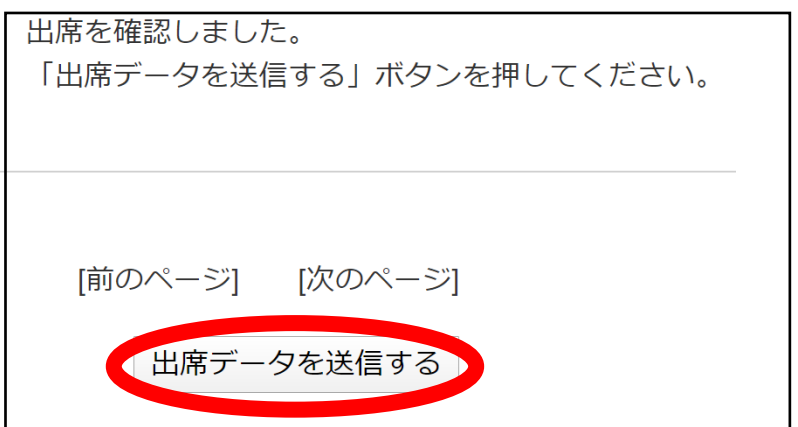 出席を確認しました。
「出席データを送信する」ボタンを押してください。
[前のページ] [次のページ]
出席データを送信する